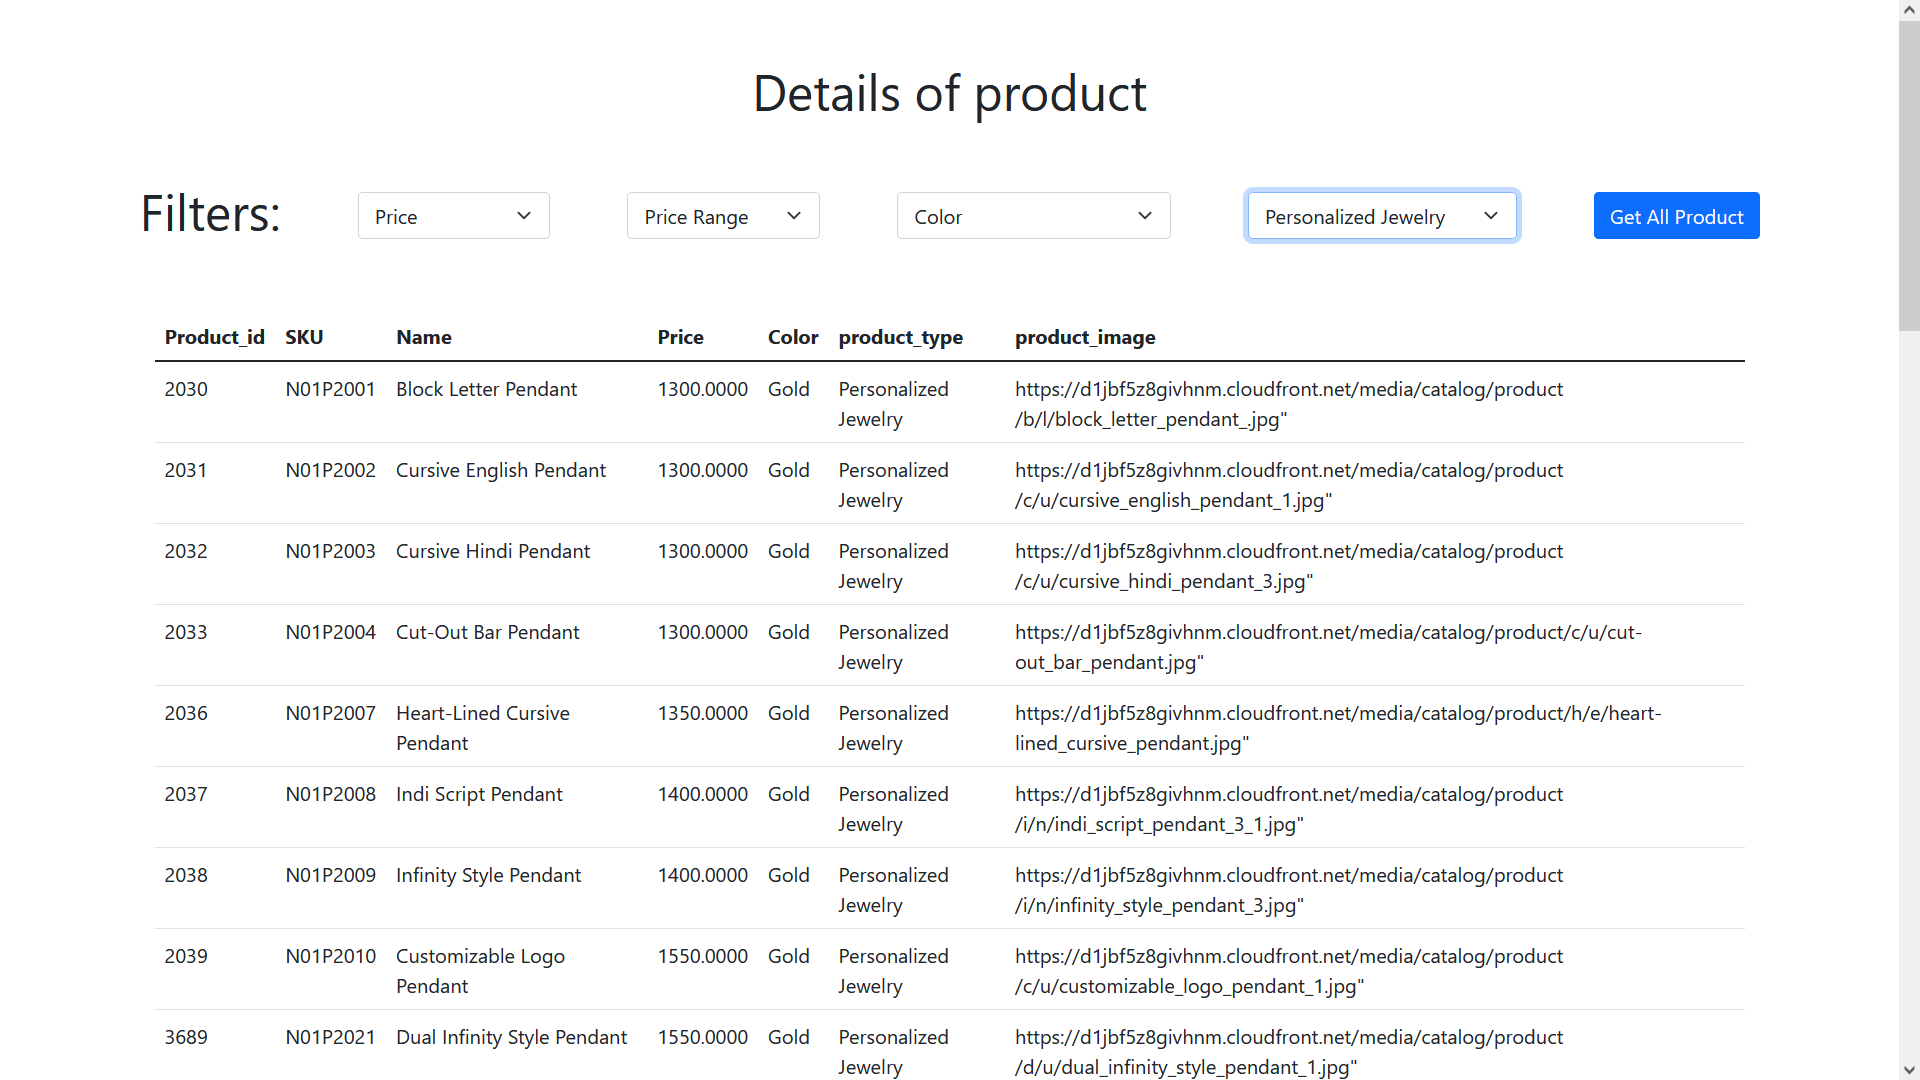 Details of product
Filters:
Price
Price Range
Color
Personalized Jewelry
Get All Product
Product_id SKU Name Price Color product_type product_image
2030 N01P2001 Block Letter Pendant 1300.0000 Gold Personalized Jewelry https://d1jbf5z8givhnm.cloudfront.net/media/catalog/product
/b/l/block_letter_pendant_.jpg"
2031 N01P2002 Cursive English Pendant 1300.0000 Gold Personalized Jewelry https://d1jbf5z8givhnm.cloudfront.net/media/catalog/product
/c/u/cursive_english_pendant_1.jpg"
2032 N01P2003 Cursive Hindi Pendant 1300.0000 Gold Personalized Jewelry https://d1jbf5z8givhnm.cloudfront.net/media/catalog/product
/c/u/cursive_hindi_pendant_3.jpg"
2033 N01P2004 Cut-Out Bar Pendant 1300.0000 Gold Personalized Jewelry https://d1jbf5z8givhnm.cloudfront.net/media/catalog/product/c/u/cut-
out_bar_pendant.jpg"
2036 N01P2007 Heart-Lined Cursive Pendant 1350.0000 Gold Personalized Jewelry https://d1jbf5z8givhnm.cloudfront.net/media/catalog/product/h/e/heart-
lined_cursive_pendant.jpg"
2037 N01P2008 Indi Script Pendant 1400.0000 Gold Personalized Jewelry https://d1jbf5z8givhnm.cloudfront.net/media/catalog/product
/i/n/indi_script_pendant_3_1.jpg"
2038 N01P2009 Infinity Style Pendant 1400.0000 Gold Personalized Jewelry https://d1jbf5z8givhnm.cloudfront.net/media/catalog/product
/i/n/infinity_style_pendant_3.jpg"
2039 N01P2010 Customizable Logo Pendant 1550.0000 Gold Personalized Jewelry https://d1jbf5z8givhnm.cloudfront.net/media/catalog/product
/c/u/customizable_logo_pendant_1.jpg"
3689 N01P2021 Dual Infinity Style Pendant 1550.0000 Gold Personalized Jewelry https://d1jbf5z8givhnm.cloudfront.net/media/catalog/product
/d/u/dual_infinity_style_pendant_1.jpg"